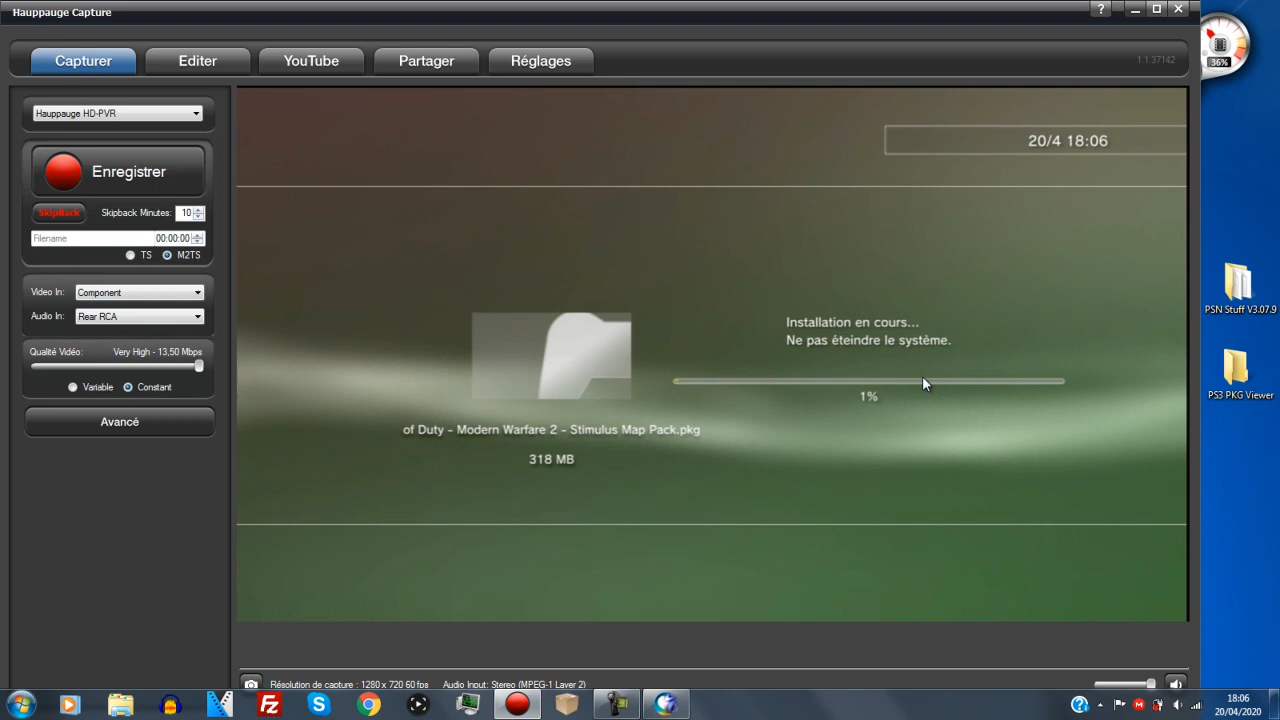 Hauppauge Capture
?
36%
Capturer
Editer
YouTube
Partager
Réglages
1.1.37142
Hauppauge HD-PVR
Enregistrer
SkipBack
Skipback Minutes:
10
Filename
00:00:00
TS
M2TS
Video In:
Component
Audio In:
Rear RCA
Qualité Vidéo:
Very High - 13,50 Mbps
Variable
Constant
Avancé
20/4 18:06
Installation en cours...
Ne pas éteindre le système.
1%
of Duty - Modern Warfare 2 - Stimulus Map Pack.pkg
318 MB
PSN Stuff V3.07.9
PS3 PKG Viewer
Résolution de capture : 1280 x 720 60 fps
Audio Input: Stereo (MPEG-1 Layer 2)
18:06
20/04/2020